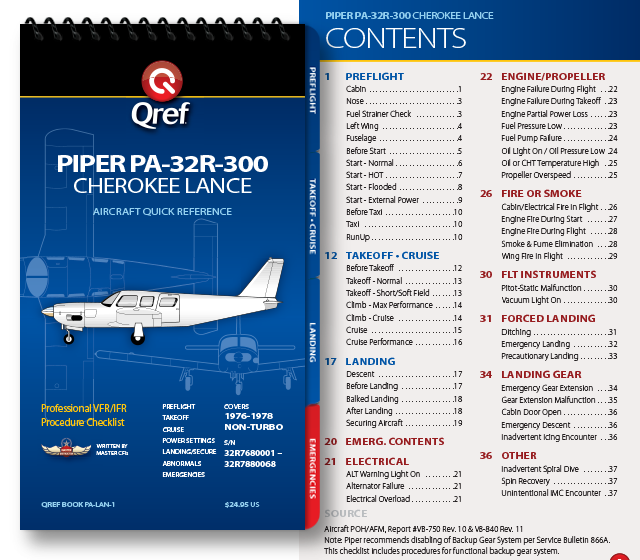 Qref
PIPER PA-32R-300
CHEROKEE LANCE
AIRCRAFT QUICK REFERENCE
Professional VFR/IFR
Procedure Checklist
WRITTEN BY
MASTER CFIs
PREFLIGHT
TAKEOFF
CRUISE
POWER SETTINGS
LANDING/SECURE
ABNORMALS
EMERGENCIES
COVERS
1976-1978
NON-TURBO
S/N
32R7680001 –
32R7880068
QREF BOOK PA-LAN-1
$24.95 US
PREFLIGHT
TAKEOFF • CRUISE
LANDING
EMERGENCIES
PIPER PA-32R-300 CHEROKEE LANCE
CONTENTS
1 PREFLIGHT
Cabin .................................1
Nose .................................3
Fuel Strainer Check ..................3
Left Wing ............................4
Fuselage .............................4
Before Start .........................5
Start - Normal .......................6
Start - HOT ..........................7
Start - Flooded ......................8
Start - External Power ...............9
Before Taxi .........................10
Taxi ................................10
RunUp ...............................10
12 TAKEOFF • CRUISE
Before Takeoff ......................12
Takeoff - Normal ....................13
Takeoff - Short/Soft Field ..........13
Climb - Max Performance .............14
Climb - Cruise ......................14
Cruise ..............................15
Cruise Performance ..................16
17 LANDING
Descent .............................17
Before Landing ......................17
Balked Landing ......................18
After Landing .......................18
Securing Aircraft ...................19
20 EMERG. CONTENTS
21 ELECTRICAL
ALT Warning Light On ................21
Alternator Failure ..................21
Electrical Overload .................21
22 ENGINE/PROPELLER
Engine Failure During Flight ..22
Engine Failure During Takeoff .23
Engine Partial Power Loss .....23
Fuel Pressure Low .............23
Fuel Pump Failure .............24
Oil Light On / Oil Pressure Low .24
Oil or CHT Temperature High ..25
Propeller Overspeed ...........25
26 FIRE OR SMOKE
Cabin/Electrical Fire in Flight ..26
Engine Fire During Start ......27
Engine Fire During Flight .....28
Smoke & Fume Elimination ...28
Wing Fire in Flight ...........29
30 FLT INSTRUMENTS
Pitot-Static Malfunction .......30
Vacuum Light On ...............30
31 FORCED LANDING
Ditching ......................31
Emergency Landing .............32
Precautionary Landing .........33
34 LANDING GEAR
Emergency Gear Extension ....34
Gear Extension Malfunction ...35
Cabin Door Open ...............36
Emergency Descent .............36
Inadvertent Icing Encounter ..36
36 OTHER
Inadvertent Spiral Dive .......37
Spin Recovery .................37
Unintentional IMC Encounter ..37
SOURCE
Aircraft POH/AFM, Report #VB-750 Rev. 10 & VB-840 Rev. 11
Note: Piper recommends disabling of Backup Gear System per Service Bulletin 866A.
This checklist includes procedures for functional backup gear system.